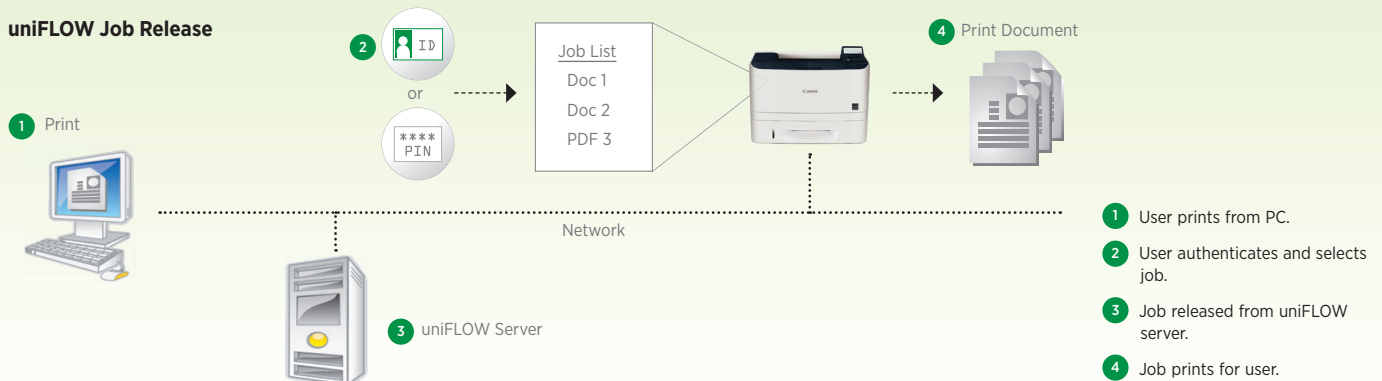 uniFLOW Job Release
1 Print
2
ID
or
****
PIN
Job List
Doc 1
Doc 2
PDF 3
Canon
4 Print Document
Network
3 uniFLOW Server
1 User prints from PC.
2 User authenticates and selects
job.
3 Job released from uniFLOW
server.
4 Job prints for user.